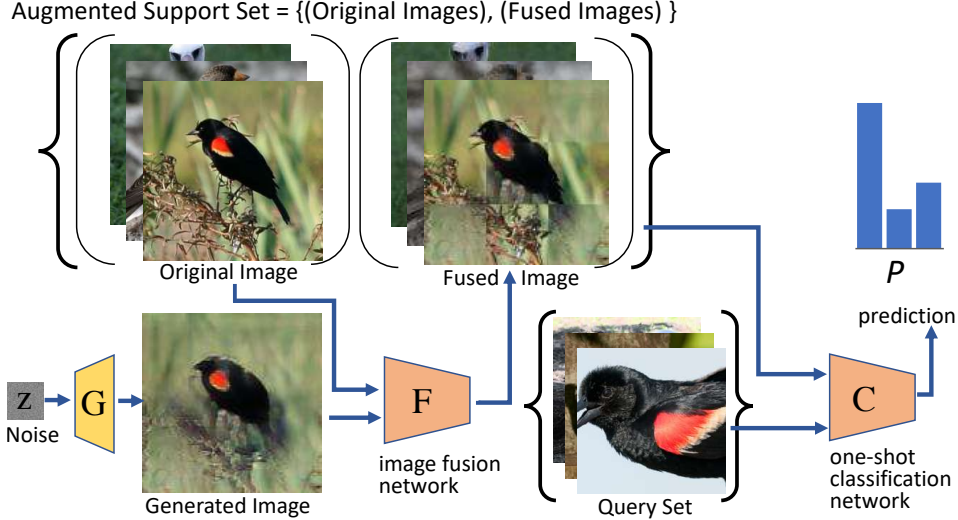 Augmented Support Set = {(Original Images), (Fused Images) }
Original Image
Fused Image
P
prediction
z
Noise
G
Generated Image
F
image fusion
network
Query Set
C
one-shot
classification
network